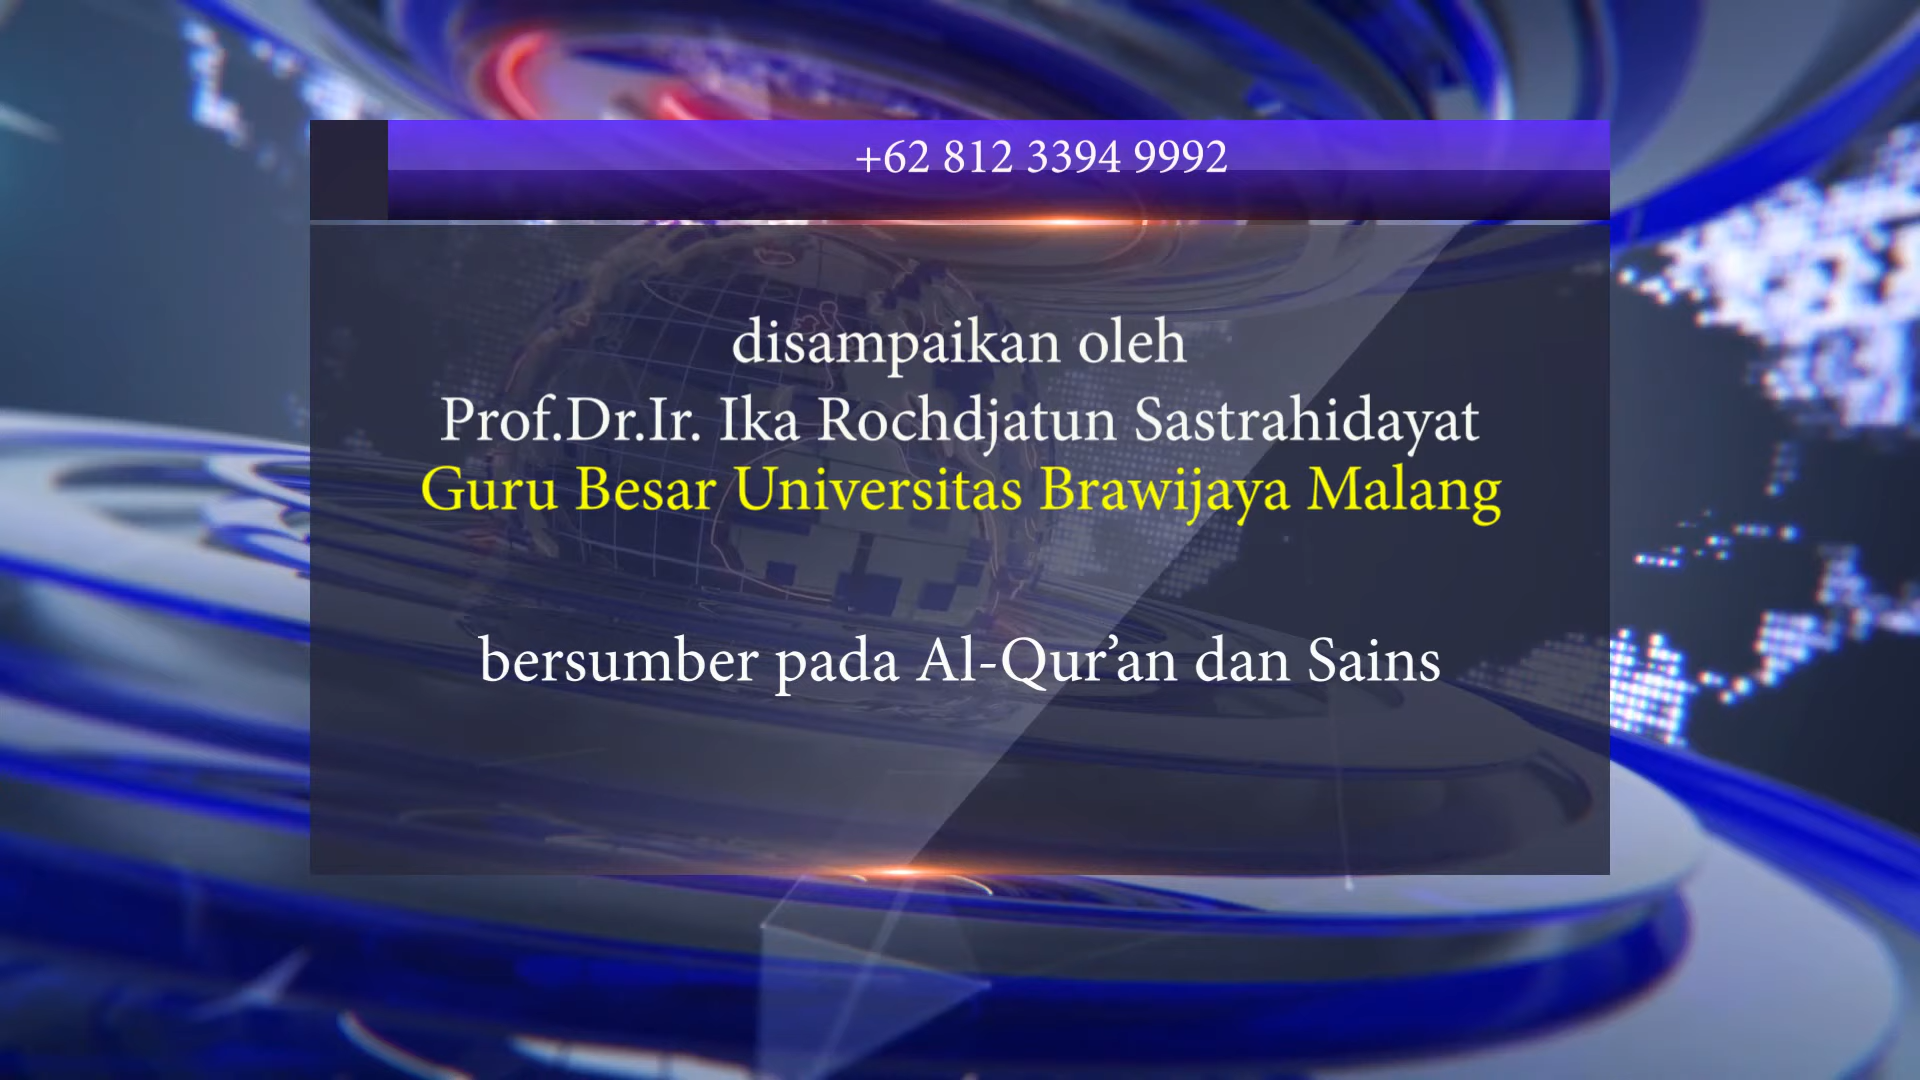 +62 812 3394 9992
disampaikan oleh
Prof.Dr.Ir. Ika Rochdjatun Sastrahidayat
Guru Besar Universitas Brawijaya Malang
bersumber pada Al-Qur’an dan Sains